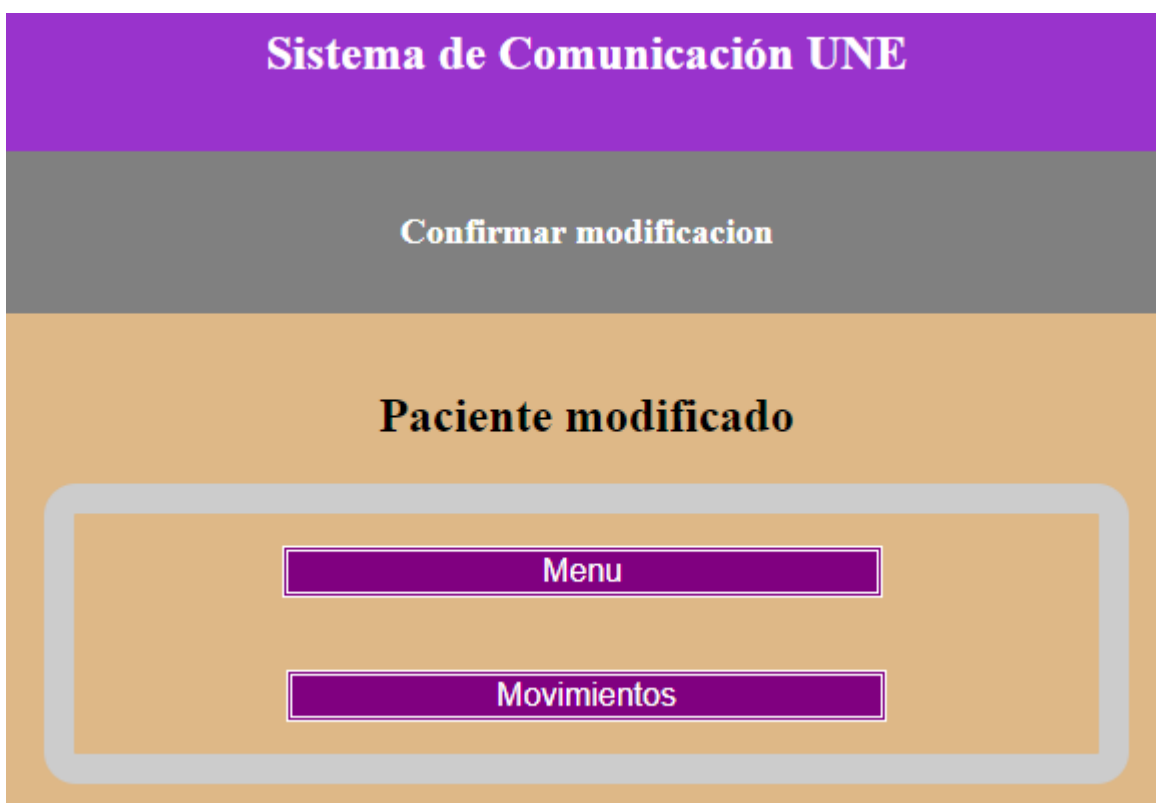 Sistema de Comunicación UNE
Confirmar modificacion
Paciente modificado
Menu
Movimientos